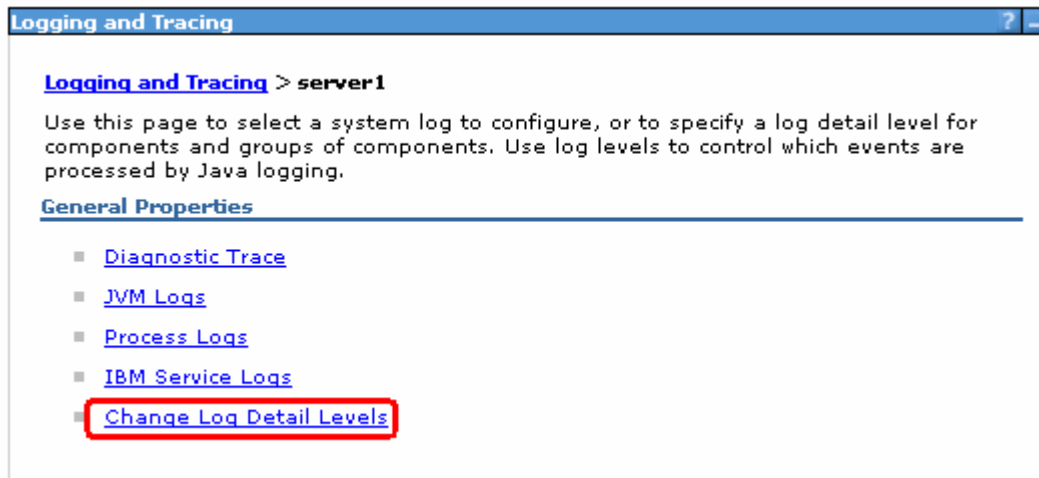 Logging and Tracing ? -
Logging and Tracing > server1
Use this page to select a system log to configure, or to specify a log detail level for
components and groups of components. Use log levels to control which events are
processed by Java logging.
General Properties
Diagnostic Trace
JVM Logs
Process Logs
IBM Service Logs
Change Log Detail Levels